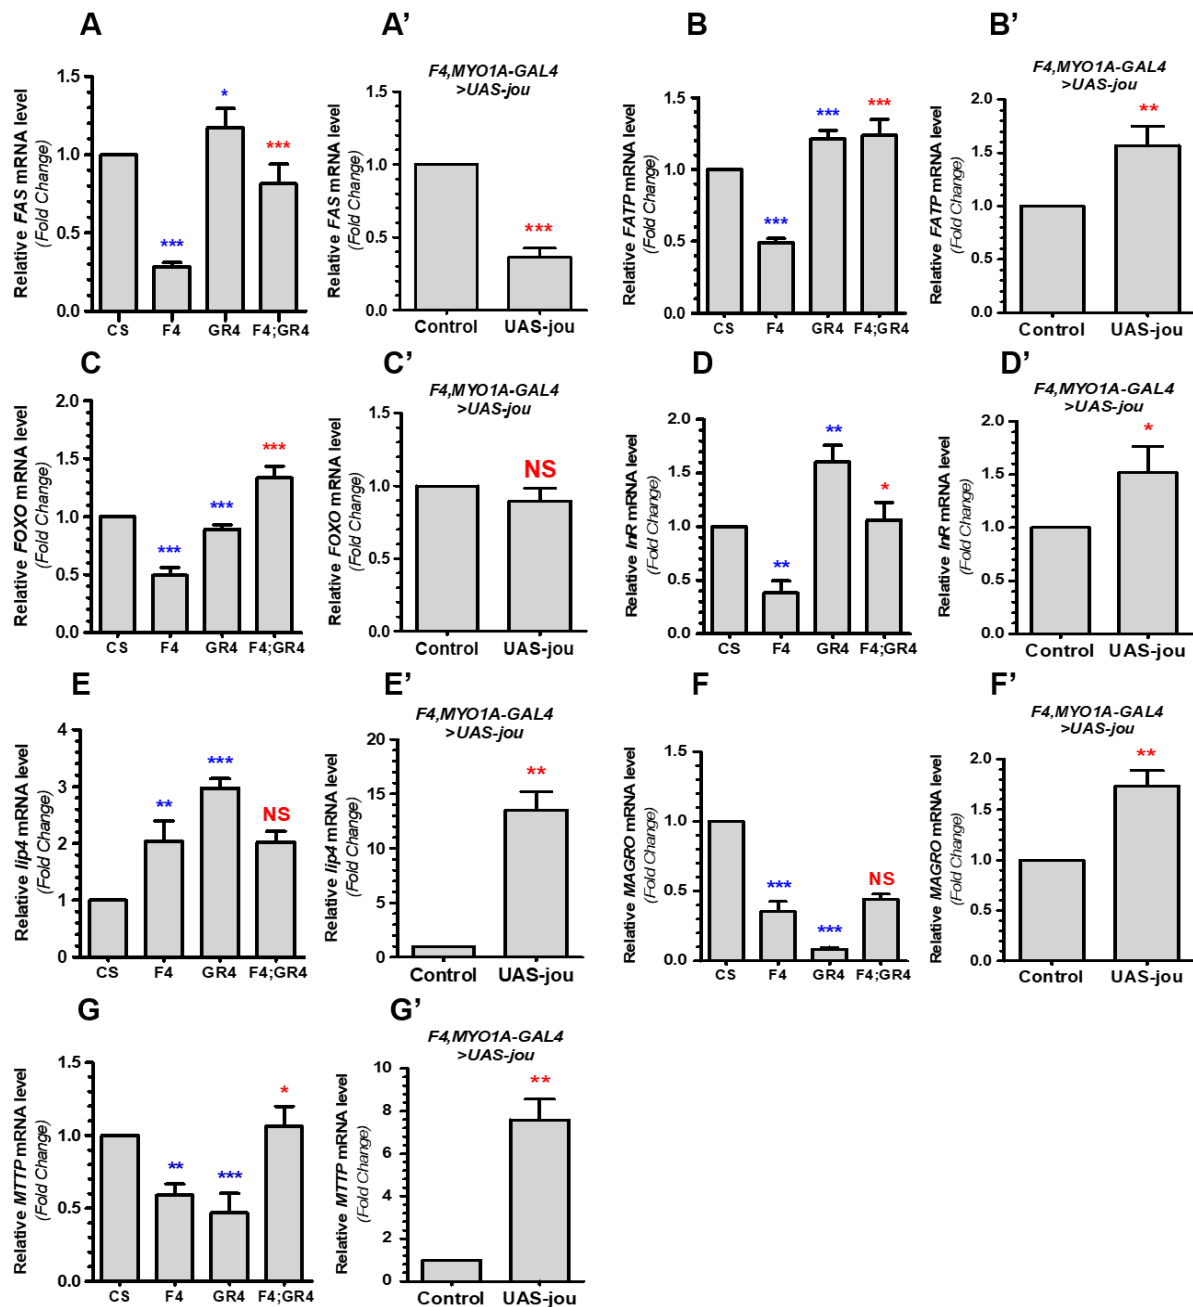 A
Relative FAS mRNA level
(Fold Change)
1.5
1.0
0.5
0.0
*
***
***
CS F4 GR4 F4;GR4
A'
F4,MYO1A-GAL4
>UAS-jou
Relative FAS mRNA level
(Fold Change)
1.5
1.0
0.5
0.0
***
Control UAS-jou
B
Relative FATP mRNA level
(Fold Change)
1.5
1.0
0.5
0.0
***
***
***
CS F4 GR4 F4;GR4
B'
F4,MYO1A-GAL4
>UAS-jou
Relative FATP mRNA level
(Fold Change)
2.0
1.5
1.0
0.5
0.0
**
Control UAS-jou
C
Relative FOXO mRNA level
(Fold Change)
2.0
1.5
1.0
0.5
0.0
***
***
***
CS F4 GR4 F4;GR4
C'
F4,MYO1A-GAL4
>UAS-jou
Relative FOXO mRNA level
(Fold Change)
1.5
1.0
0.5
0.0
NS
Control UAS-jou
D
Relative InR mRNA level
(Fold Change)
2.0
1.5
1.0
0.5
0.0
**
**
*
CS F4 GR4 F4;GR4
D'
F4,MYO1A-GAL4
>UAS-jou
Relative InR mRNA level
(Fold Change)
2.0
1.5
1.0
0.5
0.0
*
Control UAS-jou
E
Relative lip4 mRNA level
(Fold Change)
4
3
2
1
0
**
***
NS
CS F4 GR4 F4;GR4
E'
F4,MYO1A-GAL4
>UAS-jou
Relative lip4 mRNA level
(Fold Change)
20
15
10
5
0
**
Control UAS-jou
F
Relative MAGRO mRNA level
(Fold Change)
1.5
1.0
0.5
0.0
***
***
NS
CS F4 GR4 F4;GR4
F'
F4,MYO1A-GAL4
>UAS-jou
Relative MAGRO mRNA level
(Fold Change)
2.0
1.5
1.0
0.5
0.0
**
Control UAS-jou
G
Relative MTTP mRNA level
(Fold Change)
1.5
1.0
0.5
0.0
**
***
*
CS F4 GR4 F4;GR4
G'
F4,MYO1A-GAL4
>UAS-jou
Relative MTTP mRNA level
(Fold Change)
10
8
6
4
2
0
**
Control UAS-jou